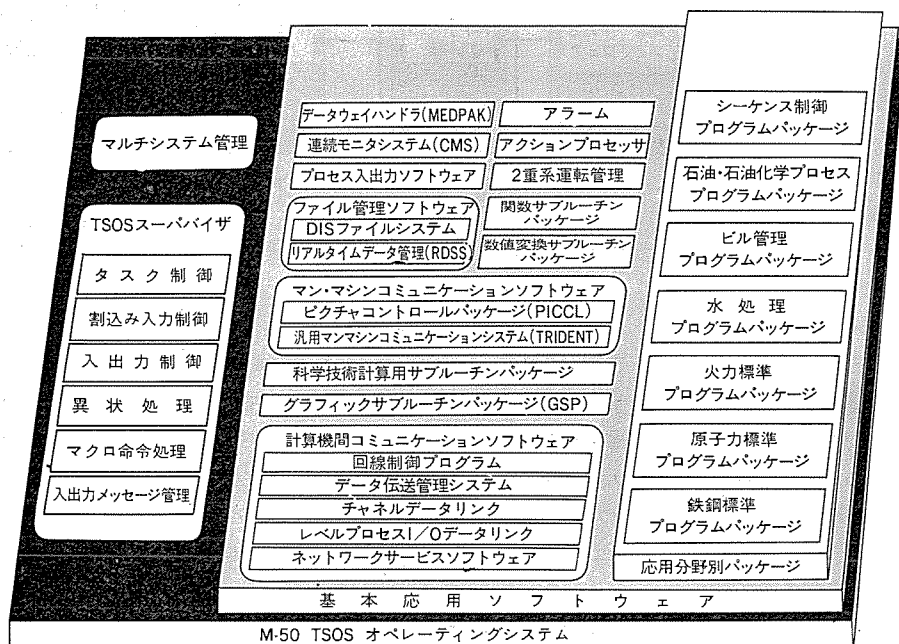 マルチシステム管理
TSOSスーパバイザ
タスク制御
割込み入力制御
入出力制御
異状処理
マクロ命令処理
入出力メッセージ管理
データウェイハンドラ(MEDPAK)
連続モニタシステム(CMS)
プロセス入出力ソフトウェア
アラーム
アクションプロセッサ
2重系運転管理
ファイル管理ソフトウェア
DISファイルシステム
リアルタイムデータ管理(RDSS)
関数サブルーチン
パッケージ
数値変換サブルーチン
パッケージ
マン・マシンコミュニケーションソフトウェア
ピクチャコントロールパッケージ(PICCL)
汎用マンマシンコミュニケーションシステム(TRIDENT)
科学技術計算用サブルーチンパッケージ
グラフィックサブルーチンパッケージ(GSP)
計算機間コミュニケーションソフトウェア
回線制御プログラム
データ伝送管理システム
チャネルデータリンク
レベルプロセスI/Oデータリンク
ネットワークサービスソフトウェア
シーケンス制御
プログラムパッケージ
石油・石油化学プロセス
プログラムパッケージ
ビル管理
プログラムパッケージ
水処理
プログラムパッケージ
火力標準
プログラムパッケージ
原子力標準
プログラムパッケージ
鉄鋼標準
プログラムパッケージ
応用分野別パッケージ
基本応用ソフトウェア
M-50 TSOS オペレーティングシステム